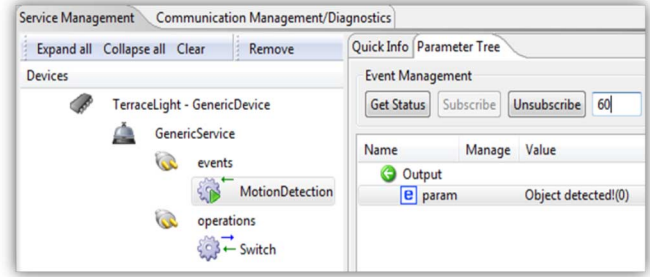 Service Management Communication Management/Diagnostics
Expand all Collapse all Clear Remove
Devices
TerraceLight - GenericDevice
GenericService
events
MotionDetection
operations
Switch
Quick Info Parameter Tree
Event Management
Get Status Subscribe Unsubscribe 60
Name Manage Value
Output
e param Object detected!(0)